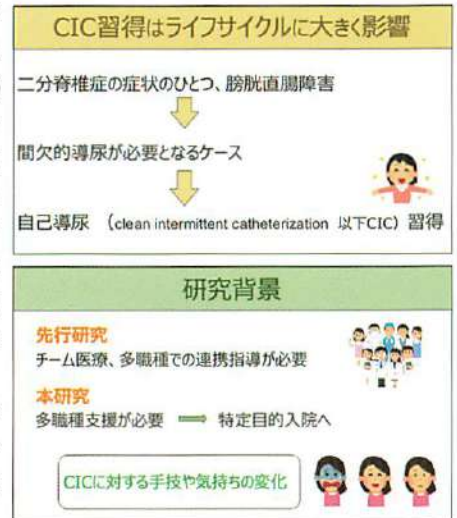 CIC習得はライフサイクルに大きく影響
二分脊椎症の症状のひとつ、膀胱直腸障害
間欠的導尿が必要となるケース
自己導尿 （clean intermittent catheterization 以下CIC）習得
研究背景
先行研究
チーム医療、多職種での連携指導が必要
本研究
多職種支援が必要 ⟹ 特定目的入院へ
CICに対する手技や気持ちの変化